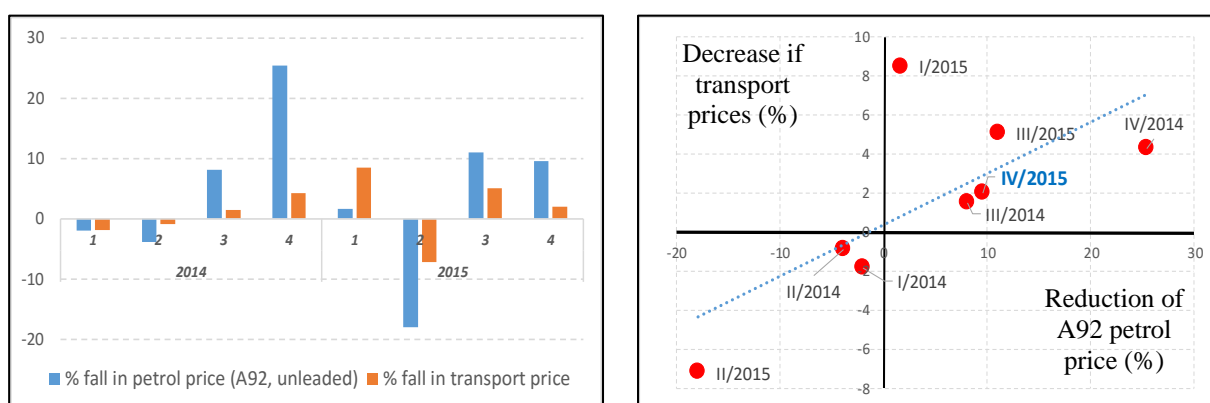 30
20
10
0
-10
-20
1 2 3 4 1 2 3 4
2014 2015
% fall in petrol price (A92, unleaded) % fall in transport price
Decrease if
transport
prices (%)
10
8
6
4
2
0
-2
-4
-6
-8
-20 -10 0 10 20 30
I/2015
III/2015
IV/2014
IV/2015
III/2014
II/2014
I/2014
II/2015
Reduction of
A92 petrol
price (%)